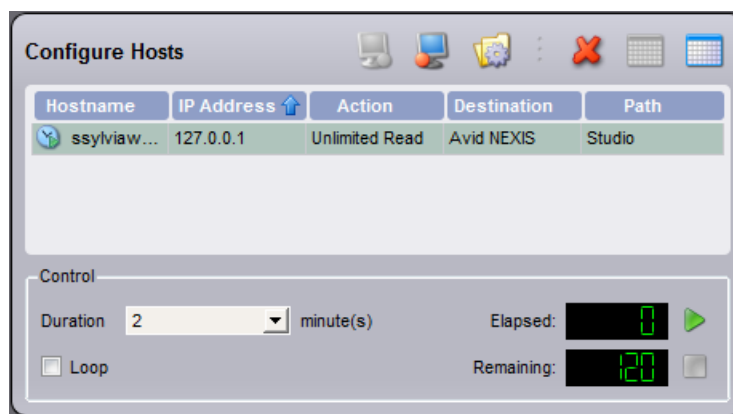 Configure Hosts
Hostname IP Address Action Destination Path
ssylviaw... 127.0.0.1 Unlimited Read Avid NEXIS Studio
Control
Duration 2 minute(s) Elapsed: 0
Loop Remaining: 120